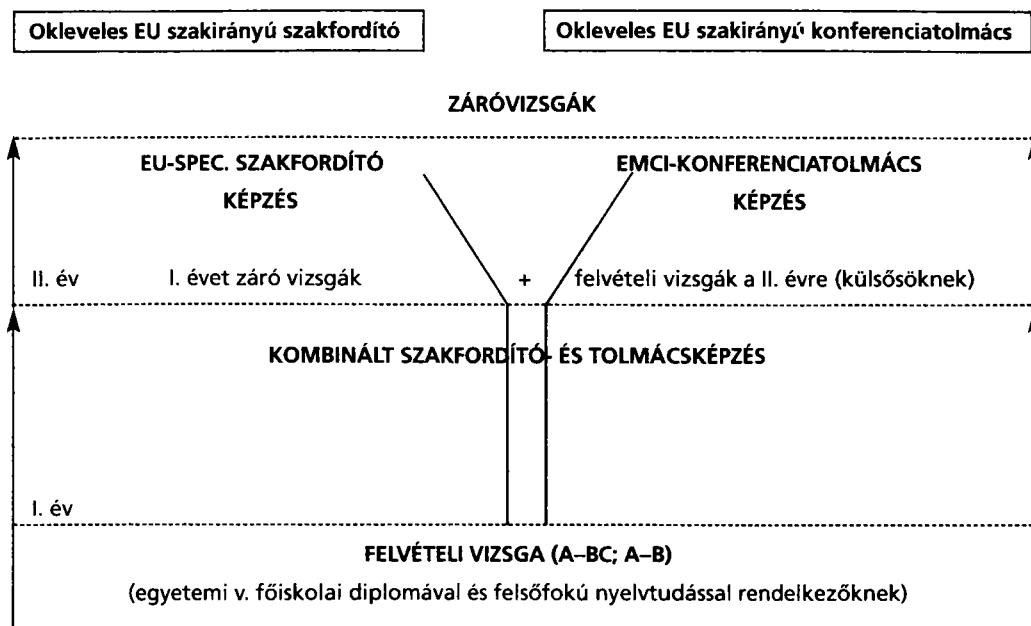 Okleveles EU szakirányú szakfordító
Okleveles EU szakirányú konferenciatolmács
ZÁRÓVIZSGÁK
EU-SPEC. SZAKFORDÍTÓ
KÉPZÉS
EMCI-KONFERENCIATOLMÁCS
KÉPZÉS
II. év I. évet záró vizsgák + felvételi vizsgák a II. évre (külsősöknek)
KOMBINÁLT SZAKFORDÍTÓ- ÉS TOLMÁCSKÉPZÉS
I. év
FELVÉTELI VIZSGA (A–BC; A–B)
(egyetemi v. főiskolai diplomával és felsőfokú nyelvtudással rendelkezőknek)